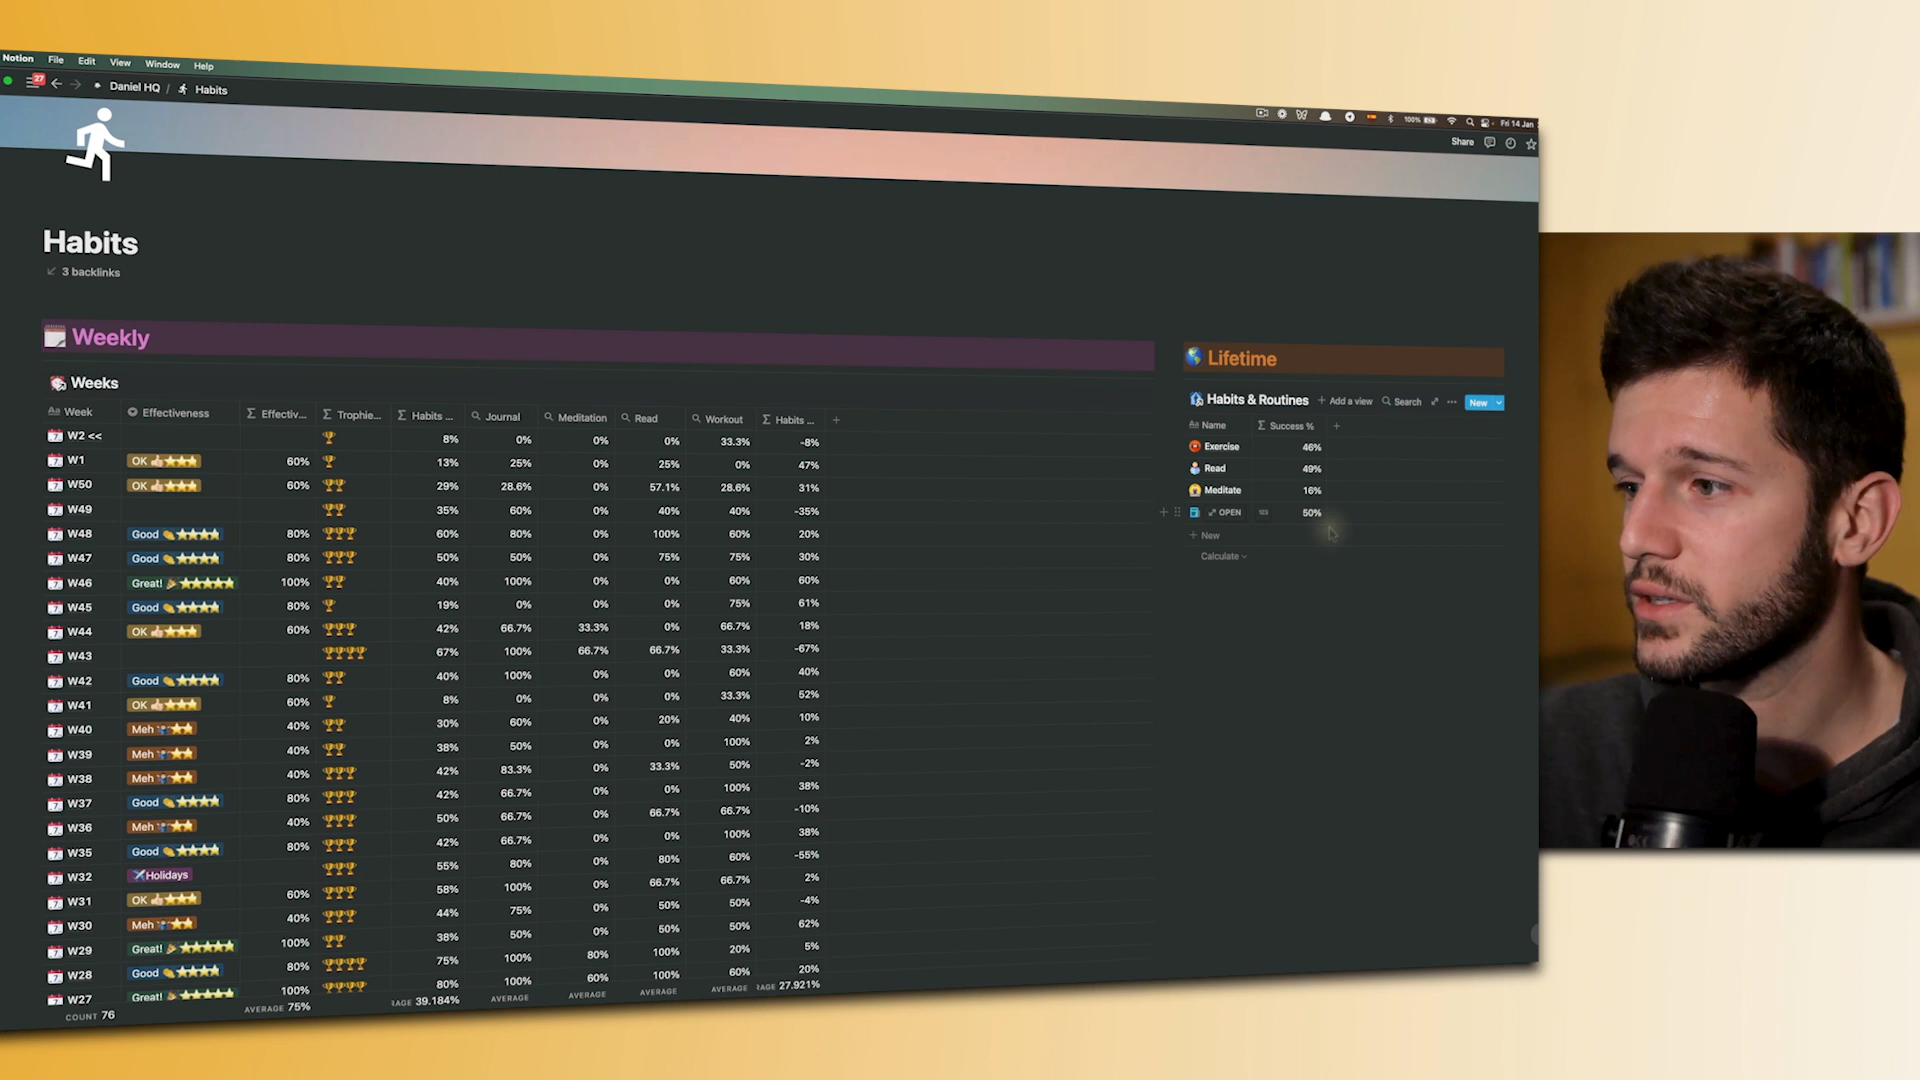 Notion File Edit View Window Help
100% Fri 14 Jan
27 Daniel HQ / Habits
Share
Habits
3 backlinks
Weekly
Weeks
Week Effectiveness Effectiv... Trophie... Habits ... Journal Meditation Read Workout Habits ...
W2 << 8% 0% 0% 0% 33.3% -8%
W1 OK 60% 13% 25% 0% 25% 0% 47%
W50 OK 60% 29% 28.6% 0% 57.1% 28.6% 31%
W49 35% 60% 0% 40% 40% -35%
W48 Good 80% 60% 80% 0% 100% 60% 20%
W47 Good 80% 50% 50% 0% 75% 75% 30%
W46 Great! 100% 40% 100% 0% 0% 60% 60%
W45 Good 80% 19% 0% 0% 0% 75% 61%
W44 OK 60% 42% 66.7% 33.3% 0% 66.7% 18%
W43 67% 100% 66.7% 66.7% 33.3% -67%
W42 Good 80% 40% 100% 0% 0% 60% 40%
W41 OK 60% 8% 0% 0% 0% 33.3% 52%
W40 Meh 40% 30% 60% 0% 20% 40% 10%
W39 Meh 40% 38% 50% 0% 0% 100% 2%
W38 Meh 40% 42% 83.3% 0% 33.3% 50% -2%
W37 Good 80% 42% 66.7% 0% 0% 100% 38%
W36 Meh 40% 50% 66.7% 0% 66.7% 66.7% -10%
W35 Good 80% 42% 66.7% 0% 0% 100% 38%
W32 Holidays 55% 80% 0% 80% 60% -55%
W31 OK 60% 58% 100% 0% 66.7% 66.7% 2%
W30 Meh 40% 44% 75% 0% 50% 50% -4%
W29 Great! 100% 38% 50% 0% 50% 50% 62%
W28 Good 80% 75% 100% 80% 100% 20% 5%
W27 Great! 100% 80% 100% 60% 100% 60% 20%
COUNT 76 AVERAGE 75% RAGE 39.184% AVERAGE AVERAGE AVERAGE AVERAGE RAGE 27.921%
Lifetime
Habits & Routines + Add a view Search ... New
Aa Name Σ Success % +
Exercise 46%
Read 49%
Meditate 16%
OPEN 123 50%
+ New
Calculate